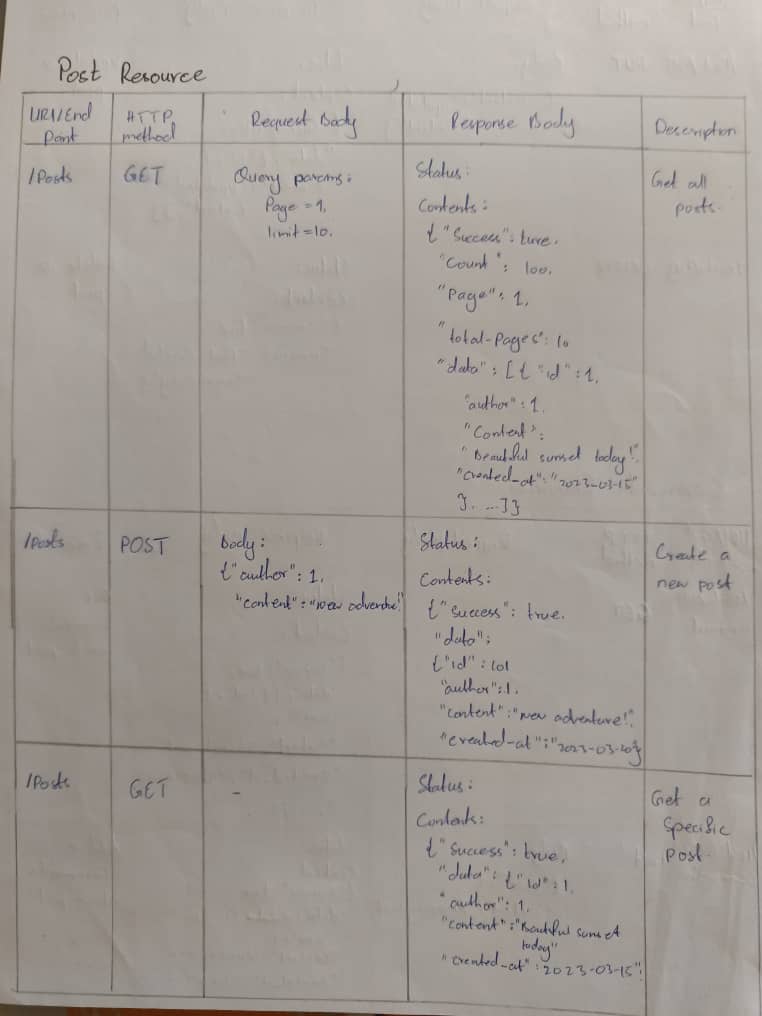 Post Resource
URI/End Point
HTTP method
Request Body
Response Body
Description
/Posts
GET
Query params:
Page = 1,
limit = 10.
Status:
Contents:
{ "Success": ture,
"Count": 100,
"Page": 1,
"total-Pages": 10
"data": [ { "id": 1,
"author": 1,
"Content":
"Beautiful sunset today!",
"created-at": "2023-03-15"
}, ...]}
Get all
posts.
/Posts
POST
Body:
{"author": 1,
"content": "New adventure!"
Status:
Contents:
{ "success": true,
"data":
{"id": 101
"author": 1,
"content": "New adventure!",
"created-at": "2023-03-20}
Create a
new post
/Posts
GET
-
Status:
Contents:
{ "Success": true,
"data": { "id": 1,
"author": 1,
"content": "Beautiful sunset
today"
"created-at": 2023-03-15"
Get a
Specific
post.